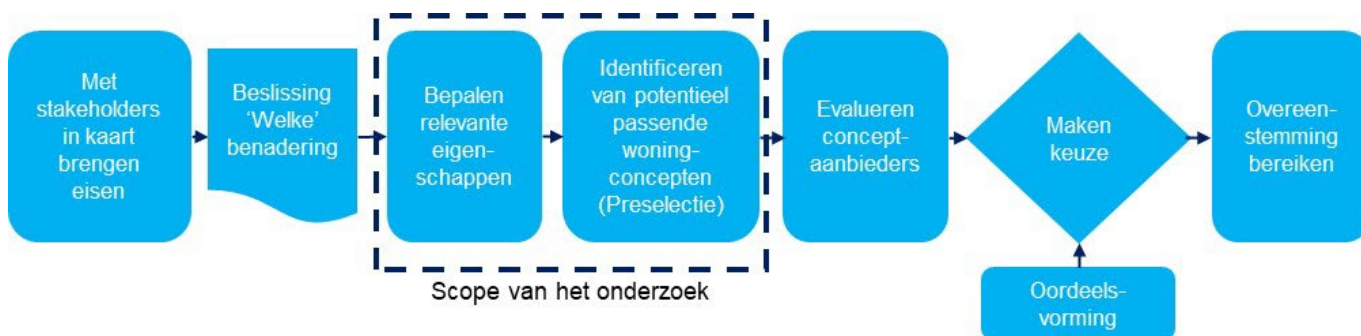 Met
stakeholders
in kaart
brengen
eisen
Beslissing
‘Welke’
benadering
Bepalen
relevante
eigen-
schappen
Identificeren
van potentieel
passende
woning-
concepten
(Preselectie)
Evalueren
concept-
aanbieders
Maken
keuze
Overeen-
stemming
bereiken
Scope van het onderzoek
Oordeels-
vorming